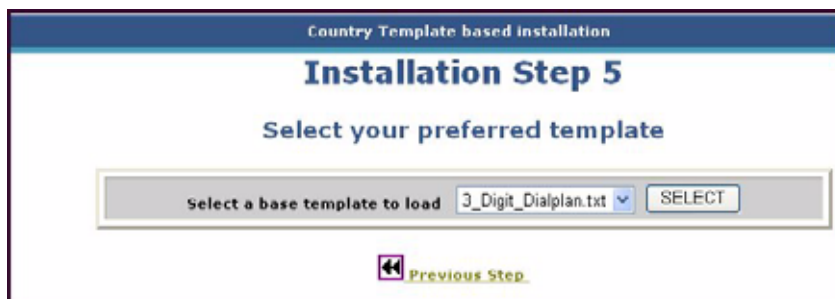 Country Template based installation
Installation Step 5
Select your preferred template
Select a base template to load 3_Digit_Dialplan.txt SELECT
Previous Step